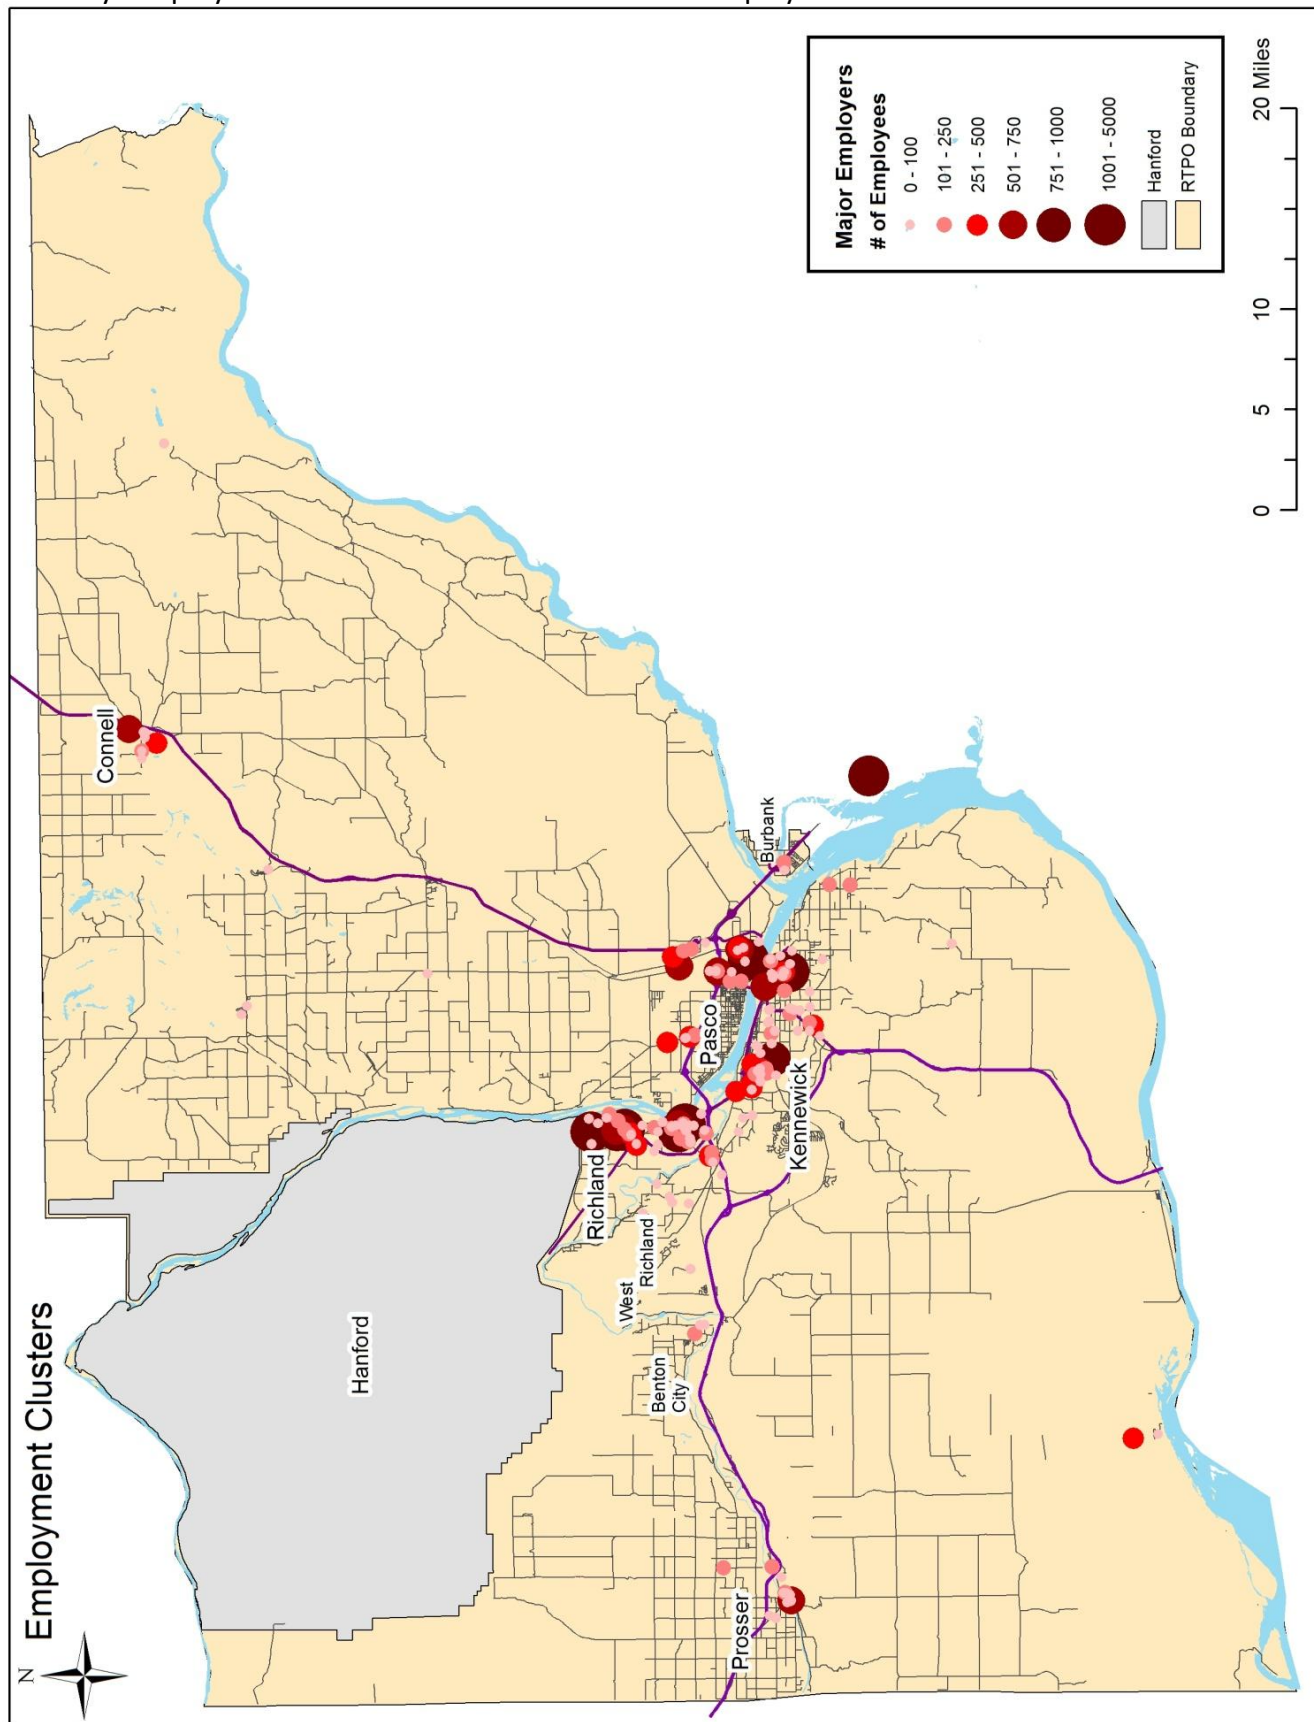 Employment Clusters
N
Major Employers
# of Employees
0 - 100
101 - 250
251 - 500
501 - 750
751 - 1000
1001 - 5000
Hanford
RTPO Boundary
Connell
Hanford
Richland
West
Richland
Benton
City
Prosser
Pasco
Kennewick
Burbank
0 5 10 20 Miles